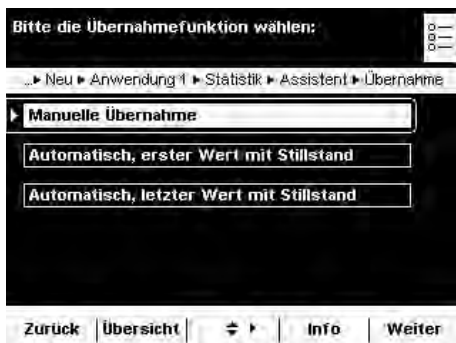 Bitte die Übernahmefunktion wählen:
...▸ Neu ▸ Anwendung 1 ▸ Statistik ▸ Assistent ▸ Übernahme
Manuelle Übernahme
Automatisch, erster Wert mit Stillstand
Automatisch, letzter Wert mit Stillstand
Zurück Übersicht Info Weiter